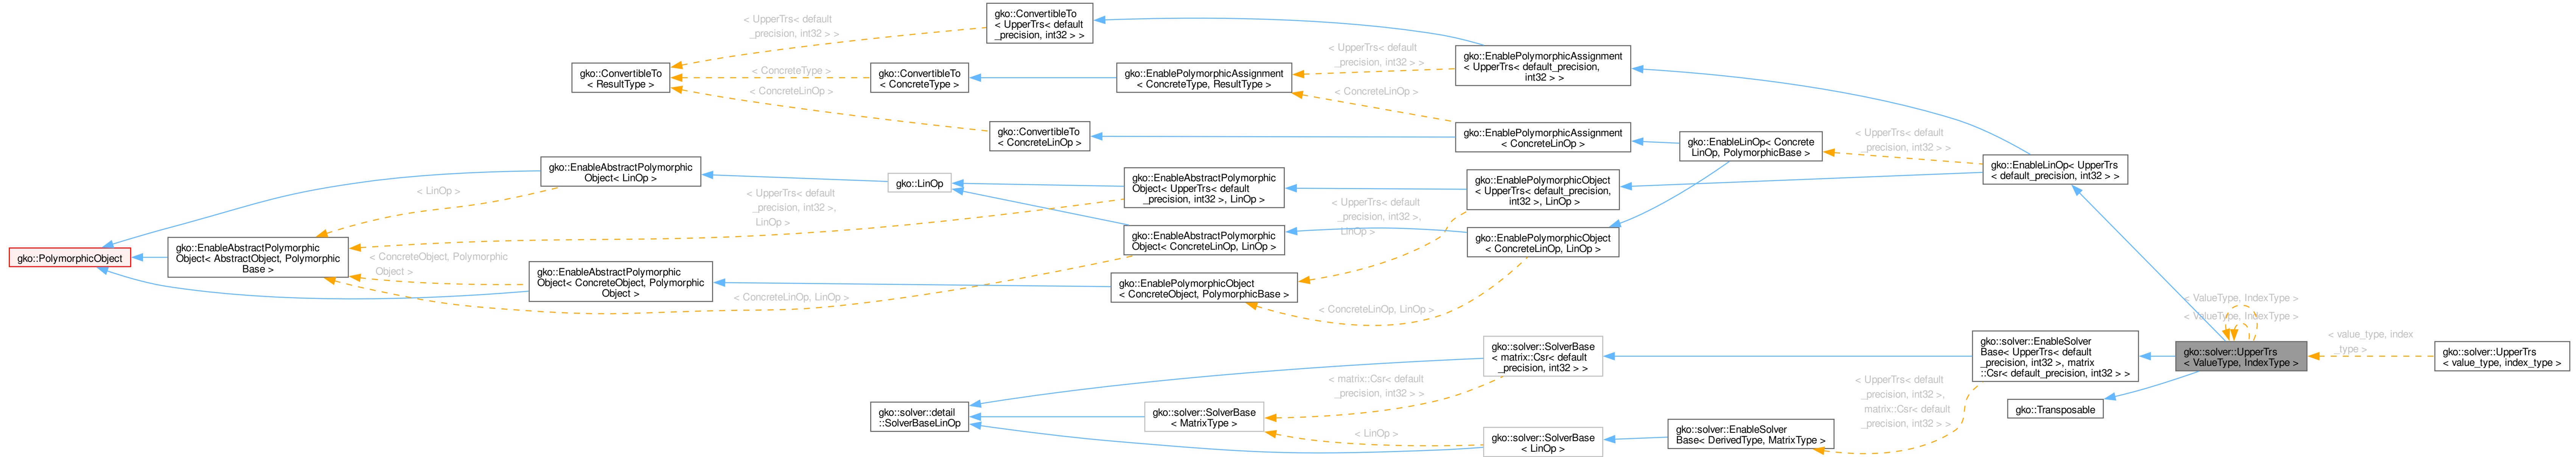 < UpperTrs< default
_precision, int32 > >
gko::ConvertibleTo
< UpperTrs< default
_precision, int32 > >
gko::ConvertibleTo
< ResultType >
< ConcreteType >
< ConcreteLinOp >
gko::ConvertibleTo
< ConcreteType >
gko::EnablePolymorphicAssignment
< ConcreteType, ResultType >
< UpperTrs< default
_precision, int32 > >
< ConcreteLinOp >
gko::EnablePolymorphicAssignment
< UpperTrs< default_precision,
int32 > >
gko::ConvertibleTo
< ConcreteLinOp >
gko::EnablePolymorphicAssignment
< ConcreteLinOp >
gko::EnableLinOp< Concrete
LinOp, PolymorphicBase >
< UpperTrs< default
_precision, int32 > >
gko::EnableLinOp< UpperTrs
< default_precision, int32 > >
gko::EnableAbstractPolymorphic
Object< LinOp >
< LinOp >
gko::LinOp
gko::EnableAbstractPolymorphic
Object< UpperTrs< default
_precision, int32 >, LinOp >
gko::EnablePolymorphicObject
< UpperTrs< default_precision,
int32 >, LinOp >
< UpperTrs< default
_precision, int32 >,
LinOp >
< UpperTrs< default
_precision, int32 >,
LinOp >
gko::EnableAbstractPolymorphic
Object< ConcreteLinOp, LinOp >
gko::EnablePolymorphicObject
< ConcreteLinOp, LinOp >
gko::PolymorphicObject
gko::EnableAbstractPolymorphic
Object< AbstractObject, Polymorphic
Base >
< ConcreteObject, Polymorphic
Object >
gko::EnableAbstractPolymorphic
Object< ConcreteObject, Polymorphic
Object >
< ConcreteLinOp, LinOp >
gko::EnablePolymorphicObject
< ConcreteObject, PolymorphicBase >
< ConcreteLinOp, LinOp >
< ValueType, IndexType >
< ValueType, IndexType >
gko::solver::SolverBase
< matrix::Csr< default
_precision, int32 > >
gko::solver::EnableSolver
Base< UpperTrs< default
_precision, int32 >, matrix
::Csr< default_precision, int32 > >
gko::solver::UpperTrs
< ValueType, IndexType >
< value_type, index
_type >
gko::solver::UpperTrs
< value_type, index_type >
< matrix::Csr< default
_precision, int32 > >
< UpperTrs< default
_precision, int32 >,
matrix::Csr< default
_precision, int32 > >
gko::Transposable
gko::solver::detail
::SolverBaseLinOp
gko::solver::SolverBase
< MatrixType >
< LinOp >
gko::solver::SolverBase
< LinOp >
gko::solver::EnableSolver
Base< DerivedType, MatrixType >